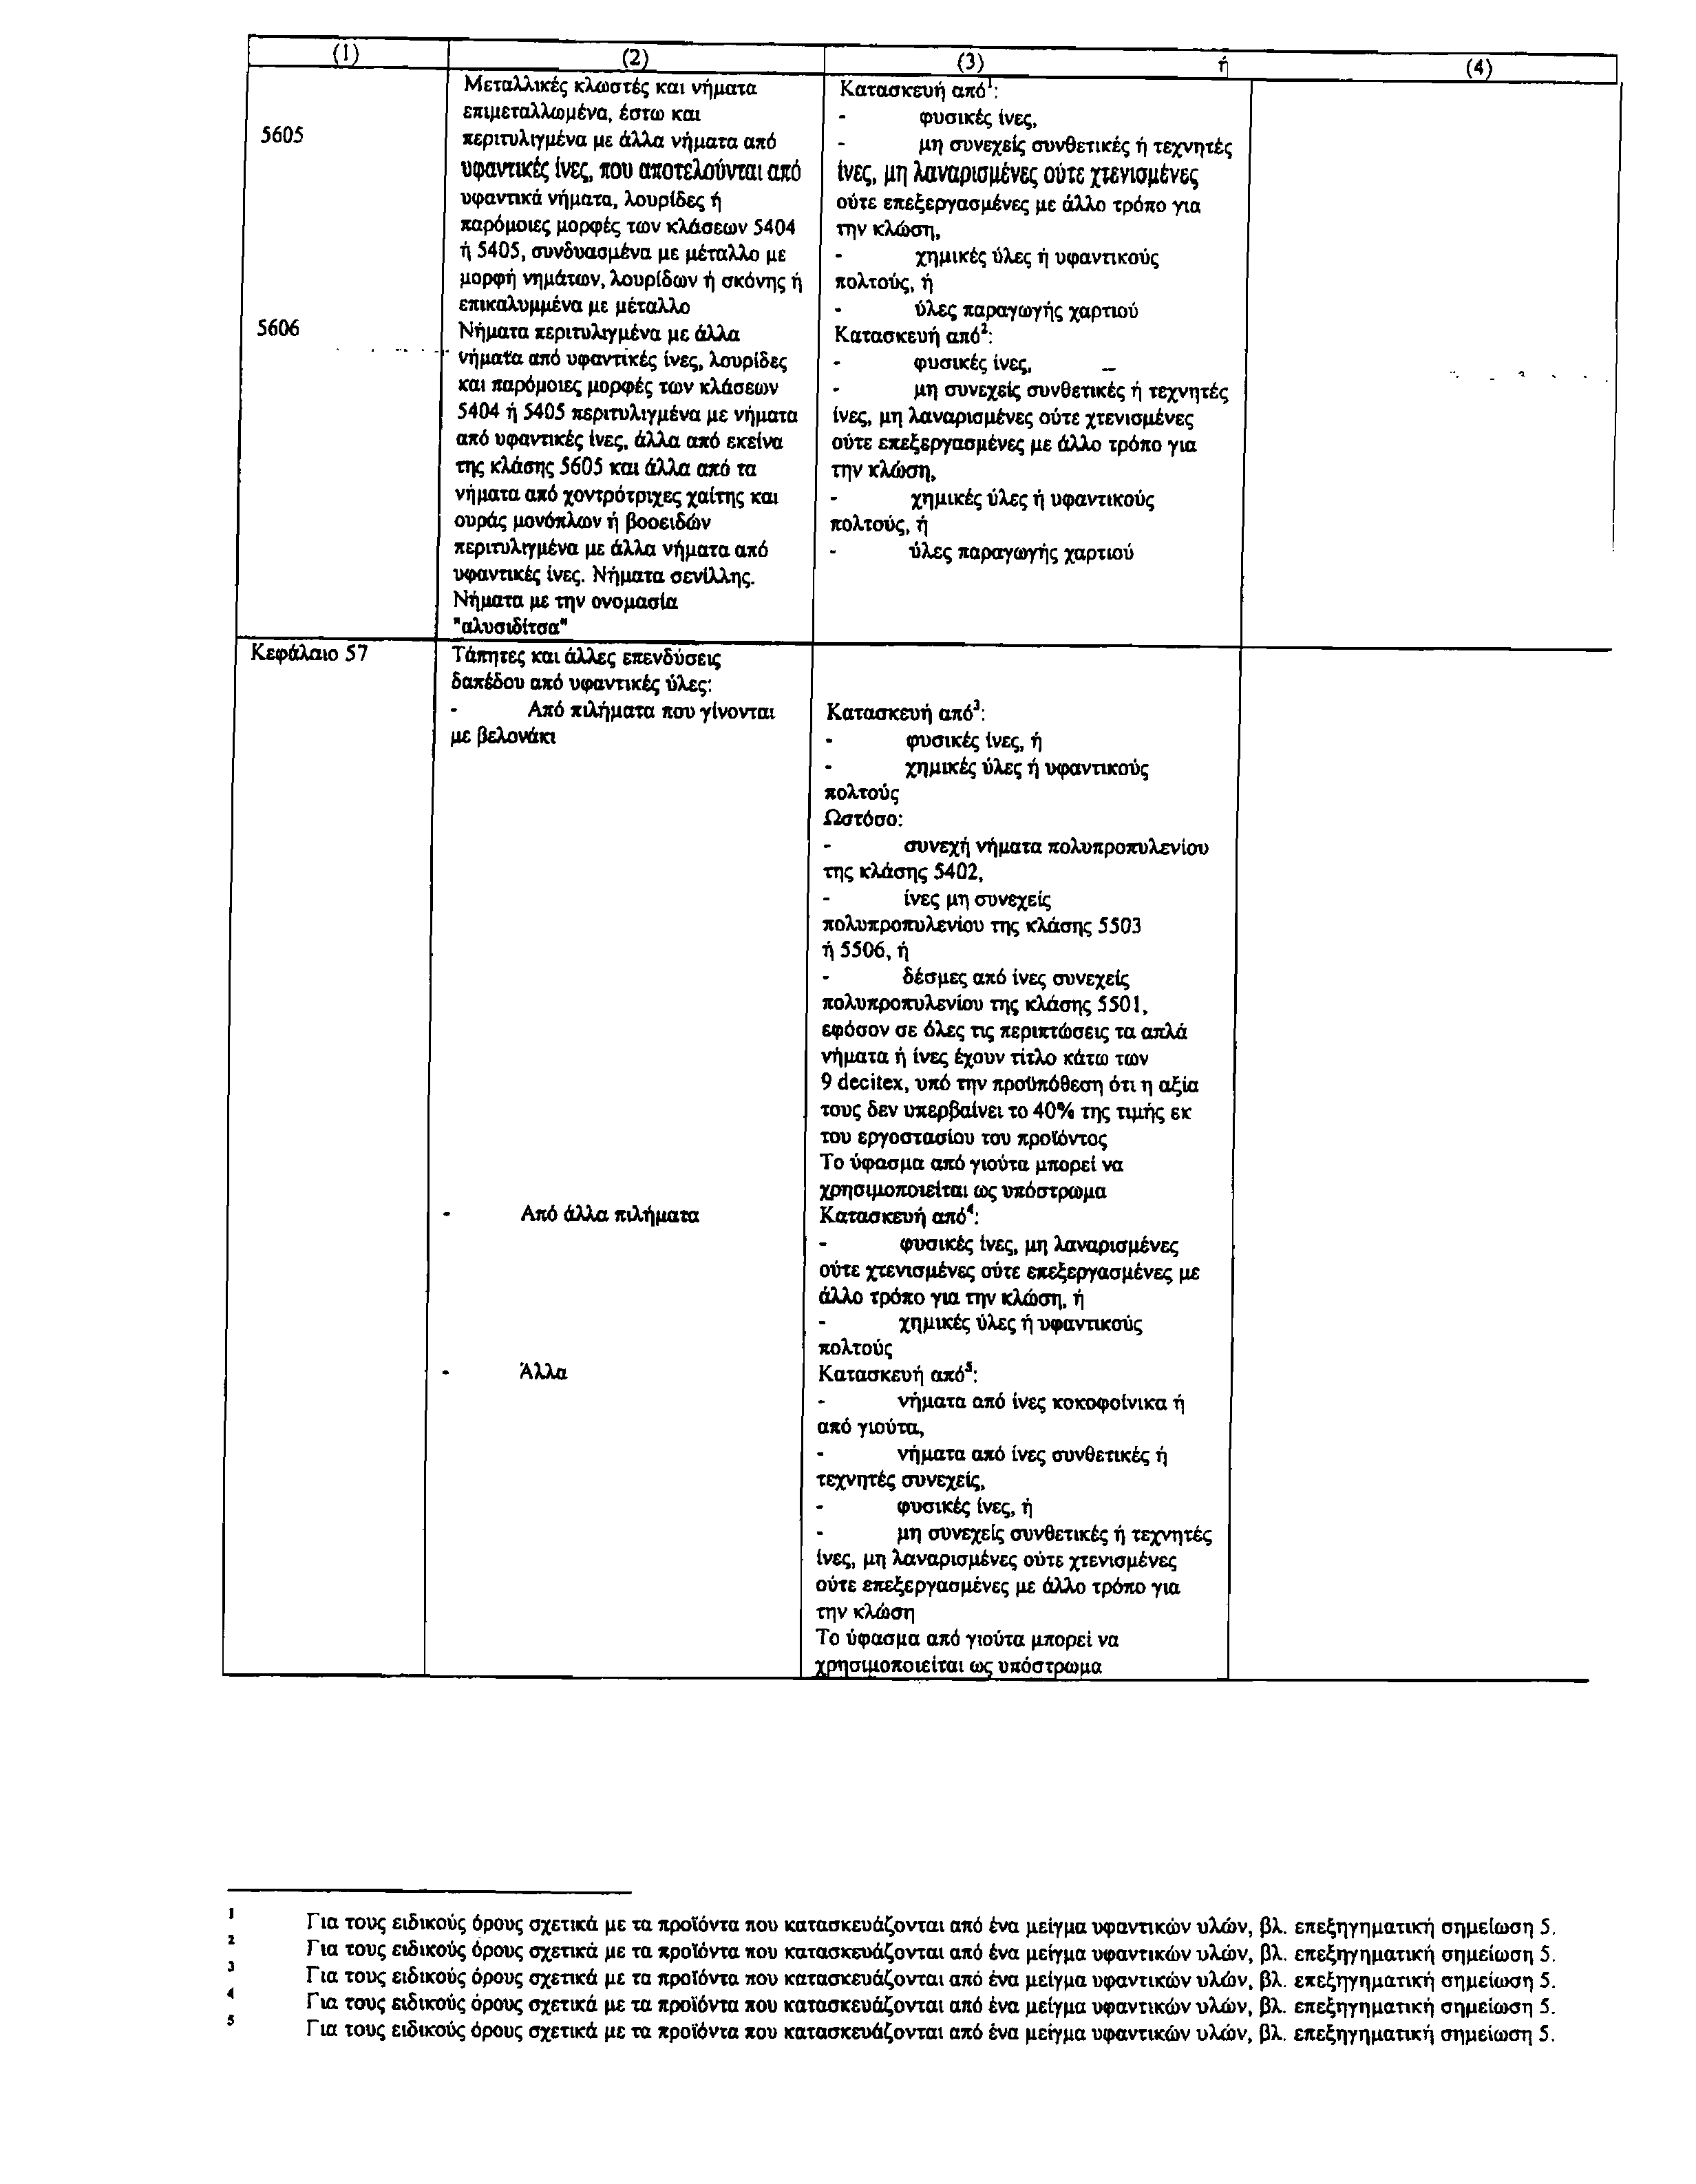 (1) (2) (3) ή (4)
5605
Μεταλλικές κλωστές και νήματα
επιμεταλλωμένα, έστω και
περιτυλιγμένα με άλλα νήματα από
υφαντικές ίνες, που αποτελούνται από
υφαντικά νήματα, λουρίδες ή
παρόμοιες μορφές των κλάσεων 5404
ή 5405, συνδυασμένα με μέταλλο με
μορφή νημάτων, λουρίδων ή σκόνης ή
επικαλυμμένα με μέταλλο
Κατασκευή από¹:
- φυσικές ίνες,
- μη συνεχείς συνθετικές ή τεχνητές
ίνες, μη λαναρισμένες ούτε χτενισμένες
ούτε επεξεργασμένες με άλλο τρόπο για
την κλώση,
- χημικές ύλες ή υφαντικούς
πολτούς, ή
- ύλες παραγωγής χαρτιού
5606
Νήματα περιτυλιγμένα με άλλα
νήματα από υφαντικές ίνες, λουρίδες
και παρόμοιες μορφές των κλάσεων
5404 ή 5405 περιτυλιγμένα με νήματα
από υφαντικές ίνες, άλλα από εκείνα
της κλάσης 5605 και άλλα από τα
νήματα από χοντρότριχες χαίτης και
ουράς μονόπλων ή βοοειδών
περιτυλιγμένα με άλλα νήματα από
υφαντικές ίνες. Νήματα σενίλλης.
Νήματα με την ονομασία
"αλυσιδίτσα"
Κατασκευή από²:
- φυσικές ίνες,
- μη συνεχείς συνθετικές ή τεχνητές
ίνες, μη λαναρισμένες ούτε χτενισμένες
ούτε επεξεργασμένες με άλλο τρόπο για
την κλώση,
- χημικές ύλες ή υφαντικούς
πολτούς, ή
- ύλες παραγωγής χαρτιού
Κεφάλαιο 57
Τάπητες και άλλες επενδύσεις
δαπέδου από υφαντικές ύλες:
- Από πιλήματα που γίνονται
με βελονάκι
Κατασκευή από³:
- φυσικές ίνες, ή
- χημικές ύλες ή υφαντικούς
πολτούς
Ωστόσο:
- συνεχή νήματα πολυπροπυλενίου
της κλάσης 5402,
- ίνες μη συνεχείς
πολυπροπυλενίου της κλάσης 5503
ή 5506, ή
- δέσμες από ίνες συνεχείς
πολυπροπυλενίου της κλάσης 5501,
εφόσον σε όλες τις περιπτώσεις τα απλά
νήματα ή ίνες έχουν τίτλο κάτω των
9 decitex, υπό την προϋπόθεση ότι η αξία
τους δεν υπερβαίνει το 40% της τιμής εκ
του εργοστασίου του προϊόντος
Το ύφασμα από γιούτα μπορεί να
χρησιμοποιείται ως υπόστρωμα
- Από άλλα πιλήματα
Κατασκευή από⁴:
- φυσικές ίνες, μη λαναρισμένες
ούτε χτενισμένες ούτε επεξεργασμένες με
άλλο τρόπο για την κλώση, ή
- χημικές ύλες ή υφαντικούς
πολτούς
- Άλλα
Κατασκευή από⁵:
- νήματα από ίνες κοκοφοίνικα ή
από γιούτα,
- νήματα από ίνες συνθετικές ή
τεχνητές συνεχείς,
- φυσικές ίνες, ή
- μη συνεχείς συνθετικές ή τεχνητές
ίνες, μη λαναρισμένες ούτε χτενισμένες
ούτε επεξεργασμένες με άλλο τρόπο για
την κλώση
Το ύφασμα από γιούτα μπορεί να
χρησιμοποιείται ως υπόστρωμα
¹ Για τους ειδικούς όρους σχετικά με τα προϊόντα που κατασκευάζονται από ένα μείγμα υφαντικών υλών, βλ. επεξηγηματική σημείωση 5.
² Για τους ειδικούς όρους σχετικά με τα προϊόντα που κατασκευάζονται από ένα μείγμα υφαντικών υλών, βλ. επεξηγηματική σημείωση 5.
³ Για τους ειδικούς όρους σχετικά με τα προϊόντα που κατασκευάζονται από ένα μείγμα υφαντικών υλών, βλ. επεξηγηματική σημείωση 5.
⁴ Για τους ειδικούς όρους σχετικά με τα προϊόντα που κατασκευάζονται από ένα μείγμα υφαντικών υλών, βλ. επεξηγηματική σημείωση 5.
⁵ Για τους ειδικούς όρους σχετικά με τα προϊόντα που κατασκευάζονται από ένα μείγμα υφαντικών υλών, βλ. επεξηγηματική σημείωση 5.